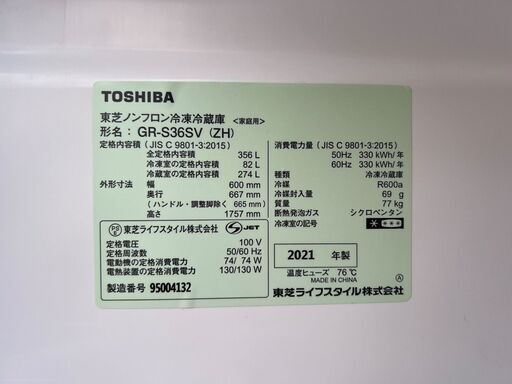 TOSHIBA
東芝ノンフロン冷凍冷蔵庫 <家庭用>
形名: GR-S36SV (ZH)
定格内容積 (JIS C 9801-3:2015)
全定格内容積 356 L
冷凍室の定格内容積 82 L
冷蔵室の定格内容積 274 L
外形寸法 幅 600 mm
奥行 667 mm
(ハンドル・調整脚除く 665 mm)
高さ 1757 mm
PS E 東芝ライフスタイル株式会社 JET
定格電圧 100 V
定格周波数 50/60 Hz
電動機の定格消費電力 74/ 74 W
電熱装置の定格消費電力 130/130 W
製造番号 95004132
消費電力量 (JIS C 9801-3:2015)
50Hz 330 kWh/年
60Hz 330 kWh/年
種類 冷凍冷蔵庫
冷媒 R600a
冷媒封入量 69 g
質量 77 kg
断熱発泡ガス シクロペンタン
冷凍室の記号
2021 年製
温度ヒューズ 76℃
MADE IN CHINA
A
東芝ライフスタイル株式会社